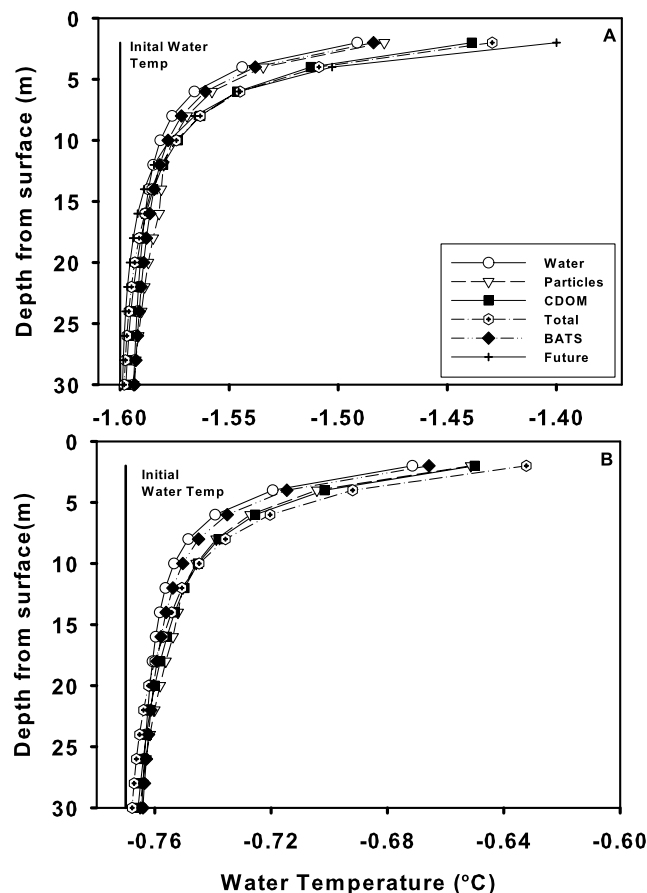 A
Inital Water
Temp
Depth from surface (m)
0
5
10
15
20
25
30
Water
Particles
CDOM
Total
BATS
Future
-1.60
-1.55
-1.50
-1.45
-1.40
B
Initial
Water Temp
Depth from surface(m)
0
5
10
15
20
25
30
-0.76
-0.72
-0.68
-0.64
-0.60
Water Temperature (°C)